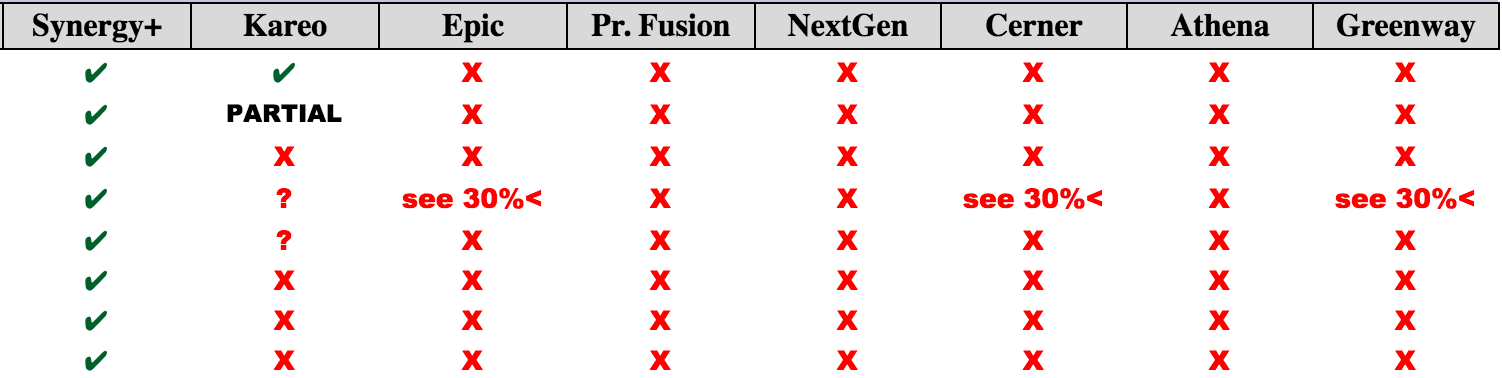 Synergy+ Kareo Epic Pr. Fusion NextGen Cerner Athena Greenway
✔ ✔ X X X X X X
✔ PARTIAL X X X X X X
✔ X X X X X X X
✔ ? see 30%< X X see 30%< X see 30%<
✔ ? X X X X X X
✔ X X X X X X X
✔ X X X X X X X
✔ X X X X X X X